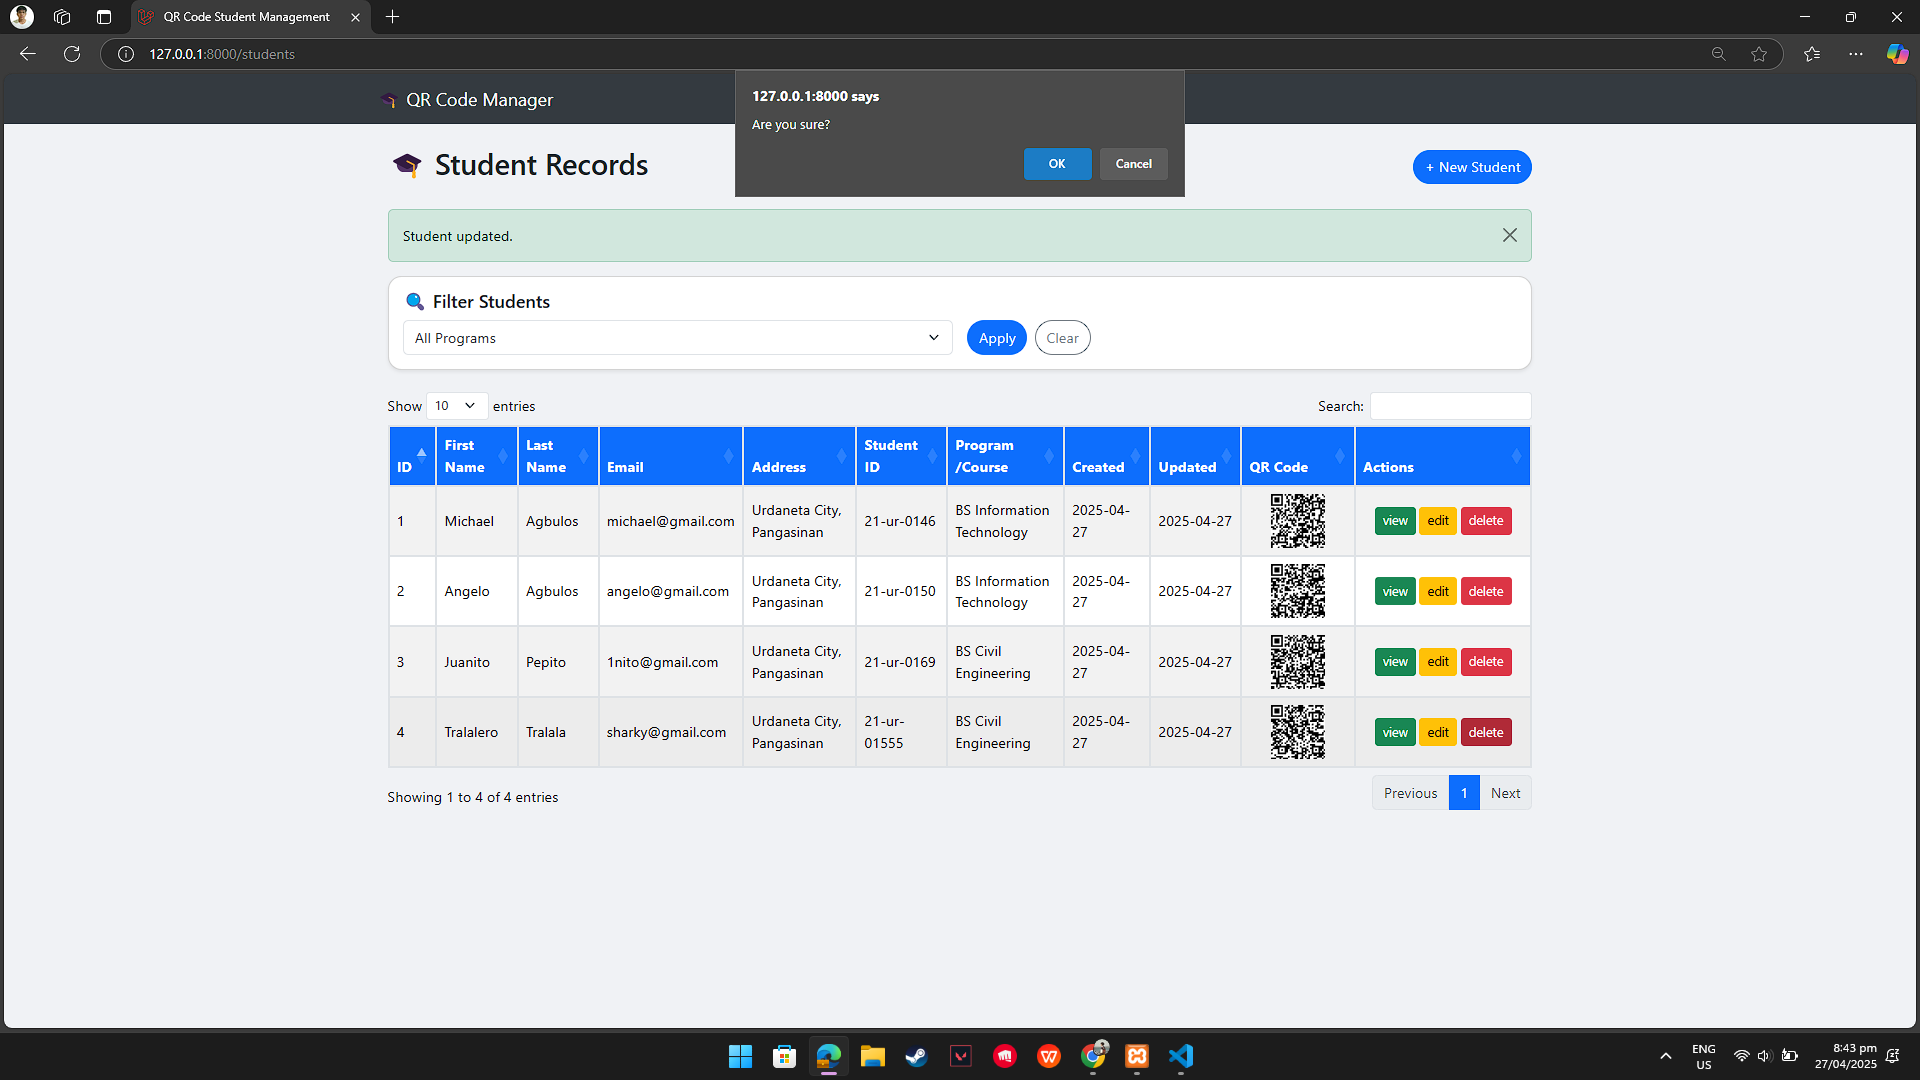 QR Code Student Management
127.0.0.1:8000/students
QR Code Manager
127.0.0.1:8000 says
Are you sure?
OK
Cancel
Student Records
+ New Student
Student updated.
Filter Students
All Programs
Apply
Clear
Show 10 entries
Search:
ID First Name Last Name Email Address Student ID Program /Course Created Updated QR Code Actions
1 Michael Agbulos michael@gmail.com Urdaneta City, Pangasinan 21-ur-0146 BS Information Technology 2025-04-27 2025-04-27 view edit delete
2 Angelo Agbulos angelo@gmail.com Urdaneta City, Pangasinan 21-ur-0150 BS Information Technology 2025-04-27 2025-04-27 view edit delete
3 Juanito Pepito 1nito@gmail.com Urdaneta City, Pangasinan 21-ur-0169 BS Civil Engineering 2025-04-27 2025-04-27 view edit delete
4 Tralalero Tralala sharky@gmail.com Urdaneta City, Pangasinan 21-ur-01555 BS Civil Engineering 2025-04-27 2025-04-27 view edit delete
Showing 1 to 4 of 4 entries
Previous 1 Next
ENG
US
8:43 pm
27/04/2025